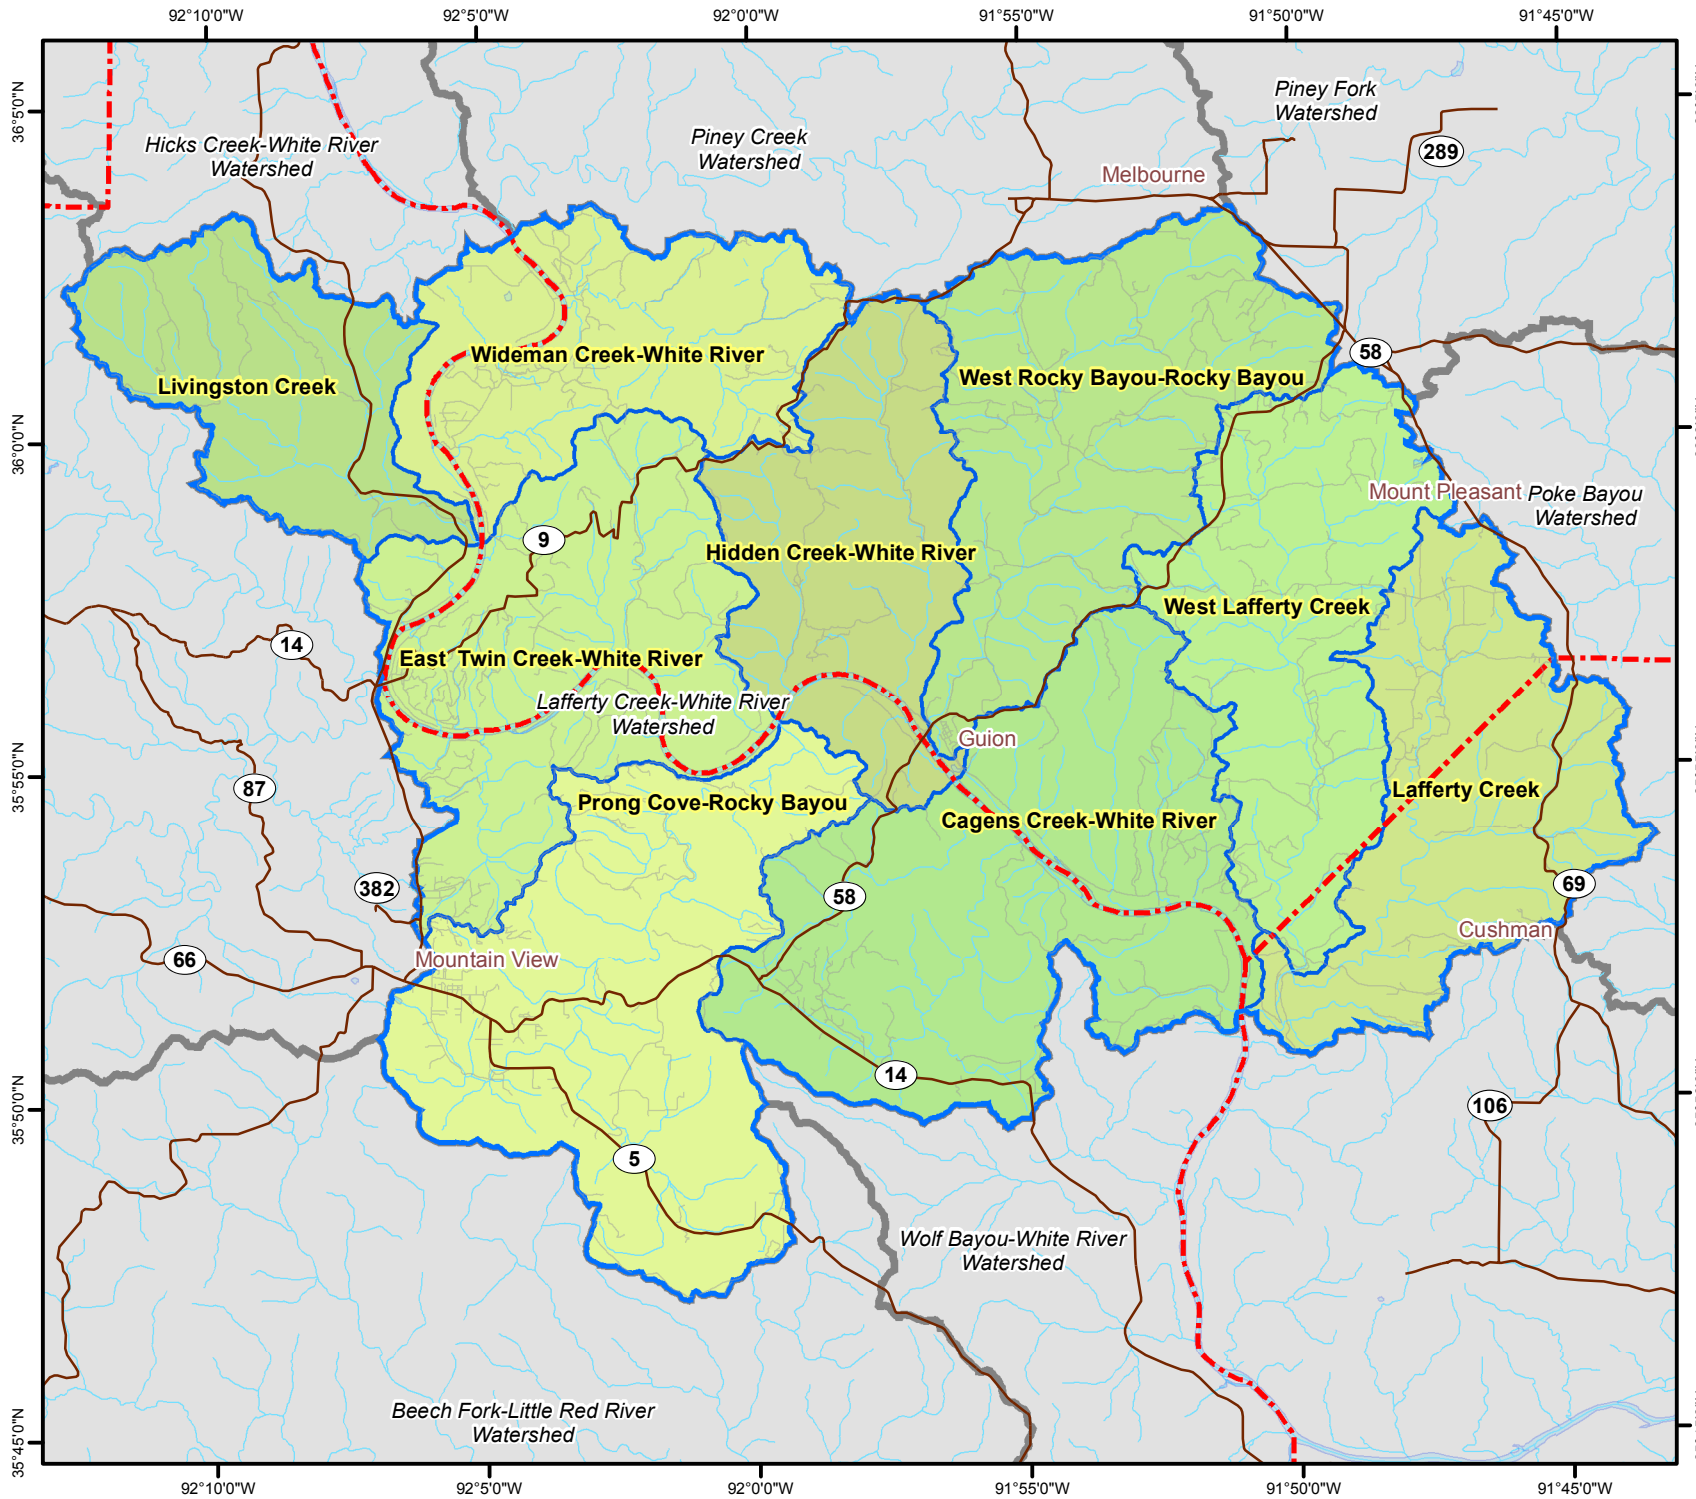 92°10'0"W
92°5'0"W
92°0'0"W
91°55'0"W
91°50'0"W
91°45'0"W
36°5'0"N
36°0'0"N
35°55'0"N
35°50'0"N
35°45'0"N
Piney Fork
Watershed
Hicks Creek-White River
Watershed
Piney Creek
Watershed
289
Melbourne
Wideman Creek-White River
58
Livingston Creek
West Rocky Bayou-Rocky Bayou
Mount Pleasant
Poke Bayou
Watershed
9
Hidden Creek-White River
West Lafferty Creek
14
East Twin Creek-White River
Lafferty Creek-White River
Watershed
Guion
87
Prong Cove-Rocky Bayou
Lafferty Creek
Cagens Creek-White River
382
58
69
Cushman
66
Mountain View
14
106
5
Wolf Bayou-White River
Watershed
Beech Fork-Little Red River
Watershed
92°10'0"W
92°5'0"W
92°0'0"W
91°55'0"W
91°50'0"W
91°45'0"W